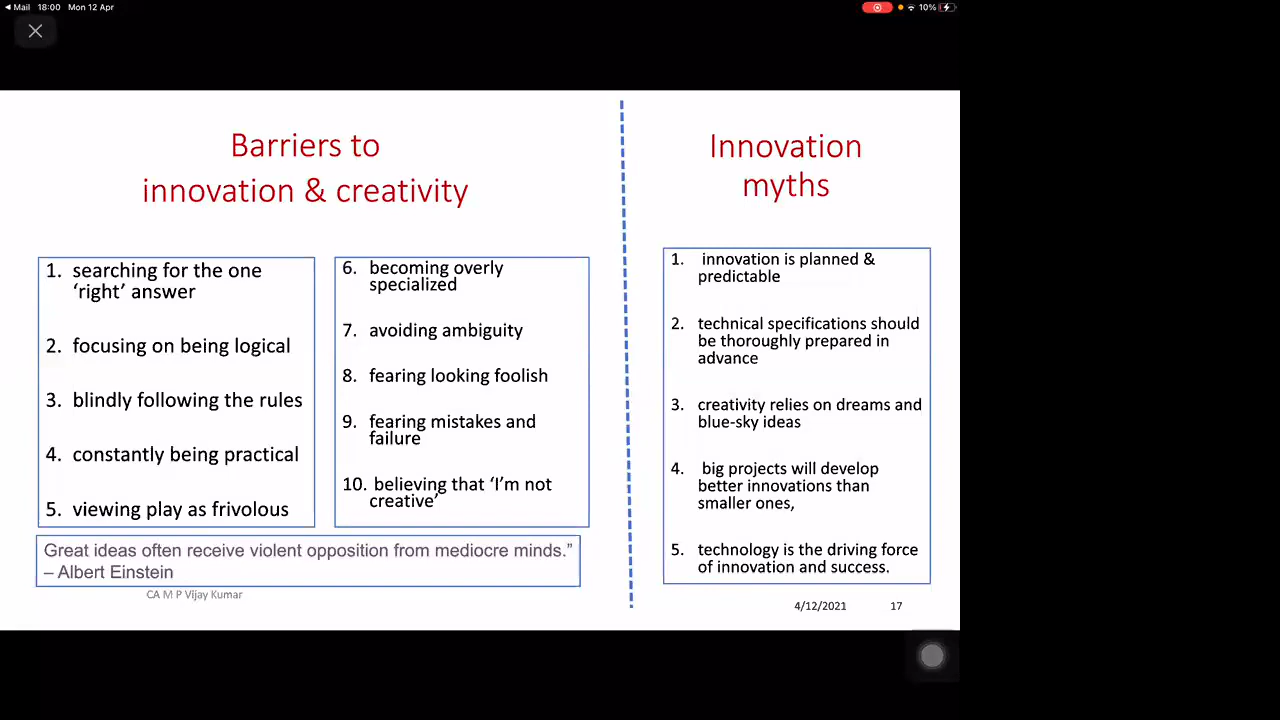 Mail 18:00 Mon 12 Apr
10%
Barriers to
innovation & creativity
1. searching for the one
‘right’ answer
2. focusing on being logical
3. blindly following the rules
4. constantly being practical
5. viewing play as frivolous
6. becoming overly
specialized
7. avoiding ambiguity
8. fearing looking foolish
9. fearing mistakes and
failure
10. believing that ‘I’m not
creative’
Great ideas often receive violent opposition from mediocre minds.”
– Albert Einstein
CA M P Vijay Kumar
Innovation
myths
1. innovation is planned &
predictable
2. technical specifications should
be thoroughly prepared in
advance
3. creativity relies on dreams and
blue-sky ideas
4. big projects will develop
better innovations than
smaller ones,
5. technology is the driving force
of innovation and success.
4/12/2021 17